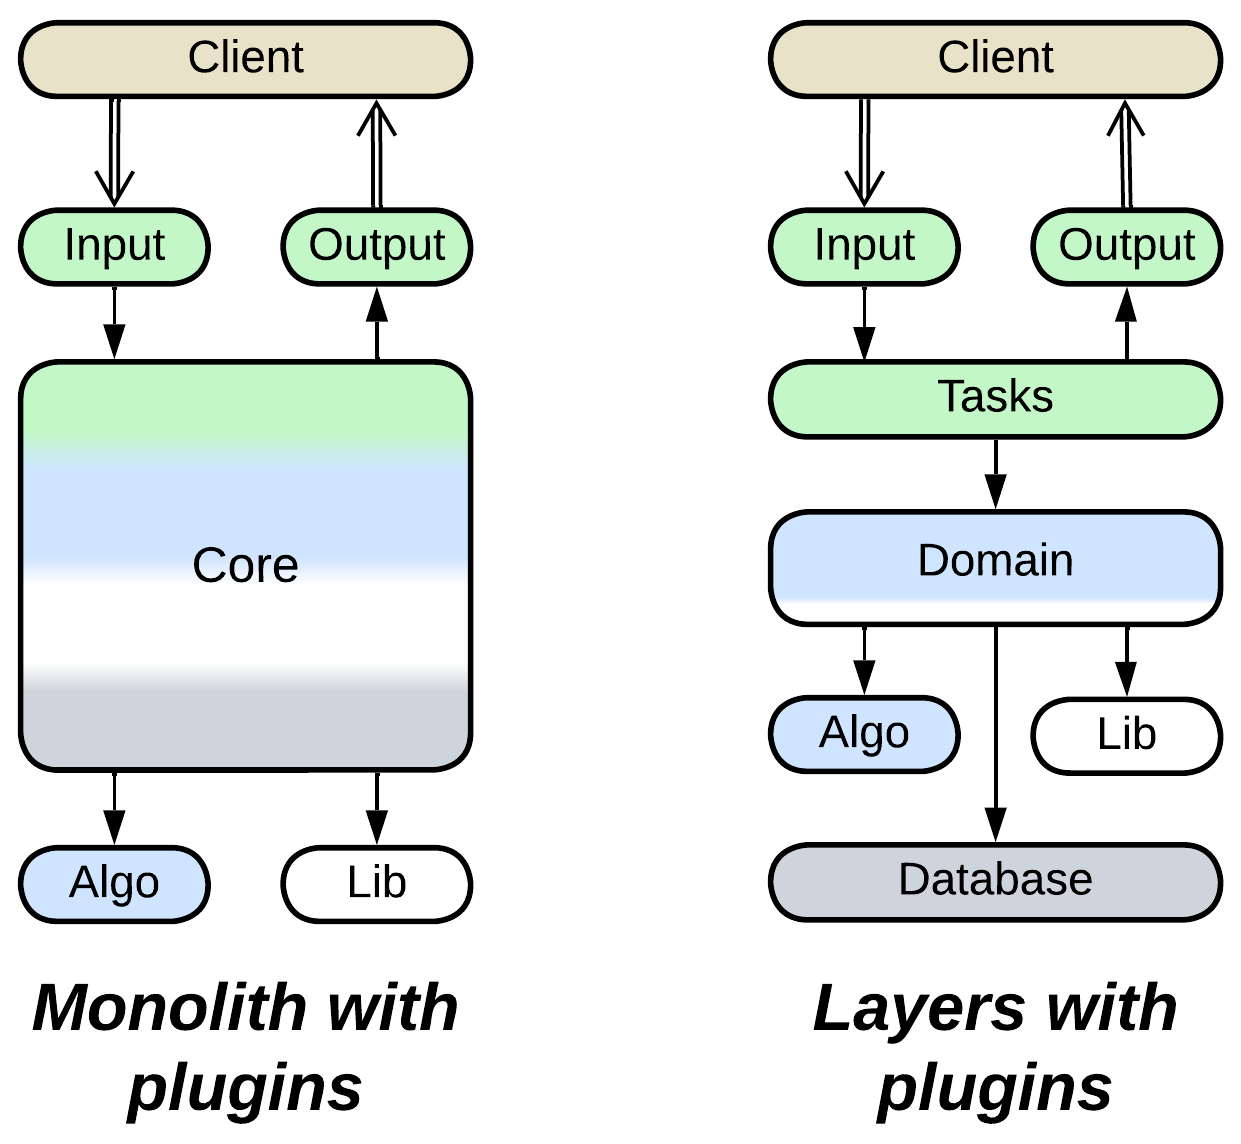 Client
Input
Output
Core
Algo
Lib
Monolith with
plugins
Client
Input
Output
Tasks
Domain
Algo
Lib
Database
Layers with
plugins